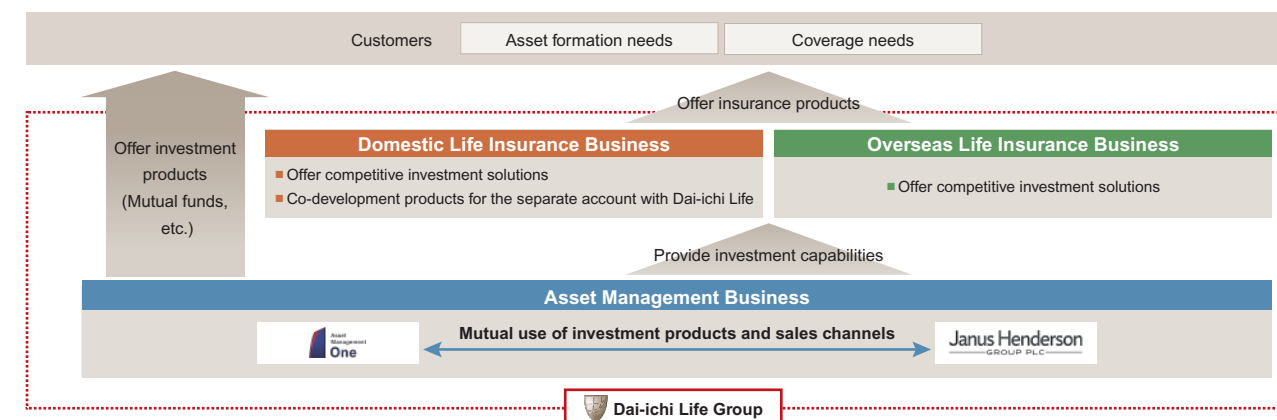 Customers
Asset formation needs
Coverage needs
Offer insurance products
Offer investment
products
(Mutual funds,
etc.)
Domestic Life Insurance Business
Offer competitive investment solutions
Co-development products for the separate account with Dai-ichi Life
Overseas Life Insurance Business
Offer competitive investment solutions
Provide investment capabilities
Asset Management Business
Asset
Management
One
Mutual use of investment products and sales channels
Janus Henderson
GROUP PLC
Dai-ichi Life Group